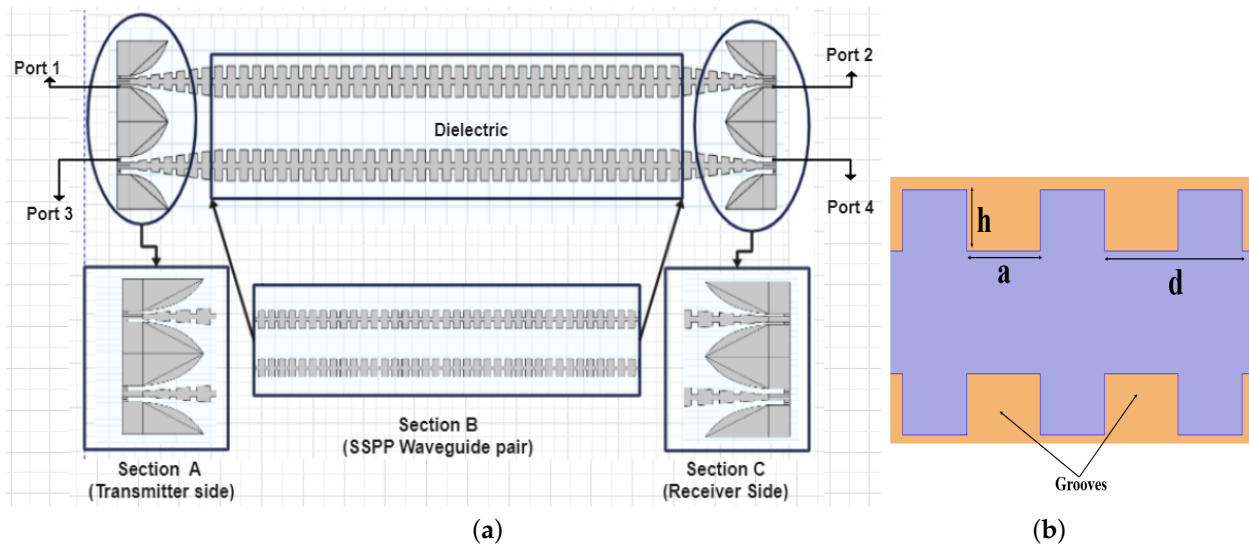 Port 1
Port 2
Dielectric
Port 3
Port 4
Section A
(Transmitter side)
Section B
(SSPP Waveguide pair)
Section C
(Receiver Side)
(a)
h
a
d
Grooves
(b)